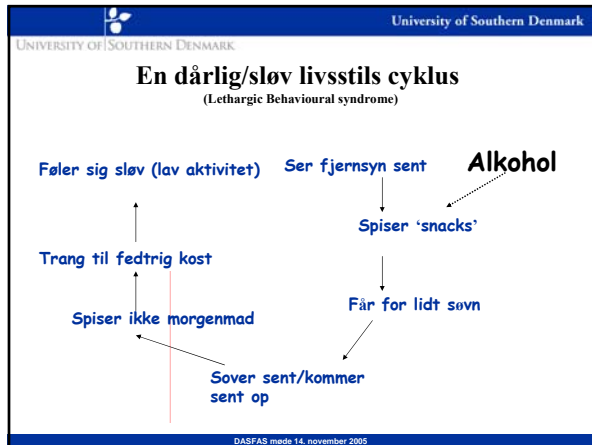 University of Southern Denmark
UNIVERSITY OF SOUTHERN DENMARK
En dårlig/sløv livsstils cyklus
(Lethargic Behavioural syndrome)
Føler sig sløv (lav aktivitet)
Ser fjernsyn sent
Alkohol
Spiser ‘snacks’
Trang til fedtrig kost
Får for lidt søvn
Spiser ikke morgenmad
Sover sent/kommer
sent op
DASFAS møde 14. november 2005